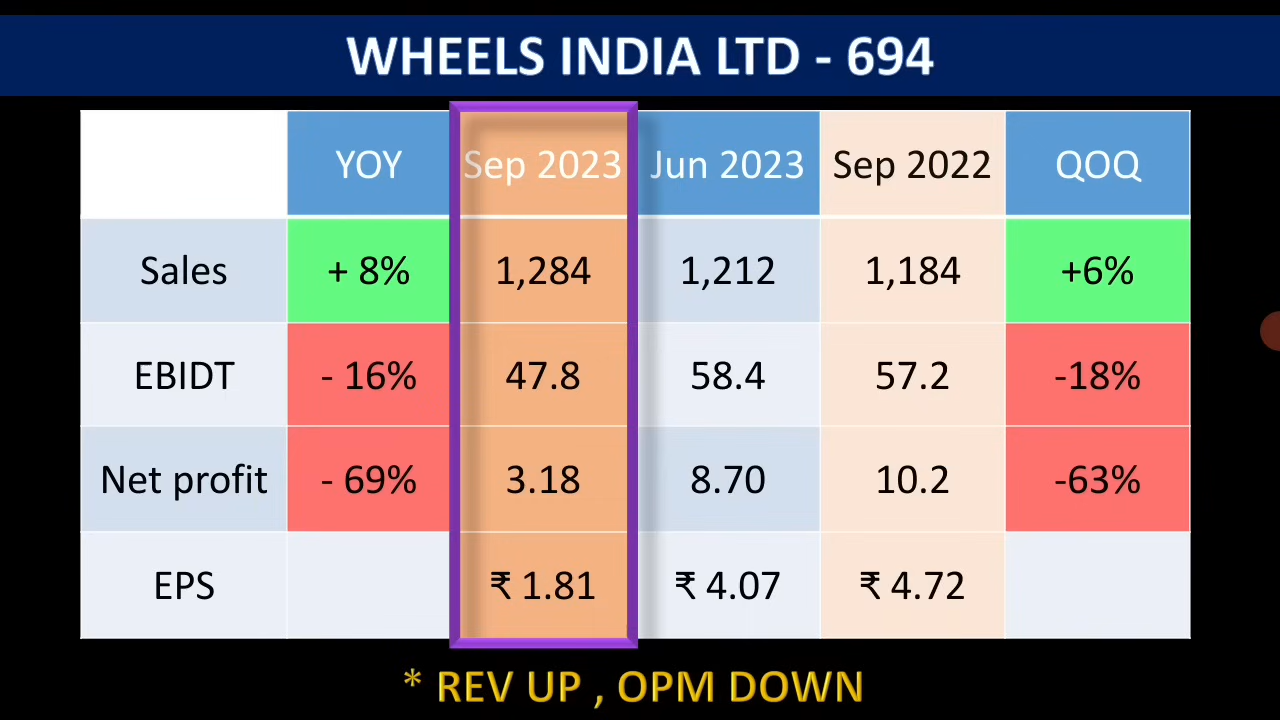 WHEELS INDIA LTD - 694
YOY Sep 2023 Jun 2023 Sep 2022 QOQ
Sales + 8% 1,284 1,212 1,184 +6%
EBIDT - 16% 47.8 58.4 57.2 -18%
Net profit - 69% 3.18 8.70 10.2 -63%
EPS ₹ 1.81 ₹ 4.07 ₹ 4.72
* REV UP , OPM DOWN